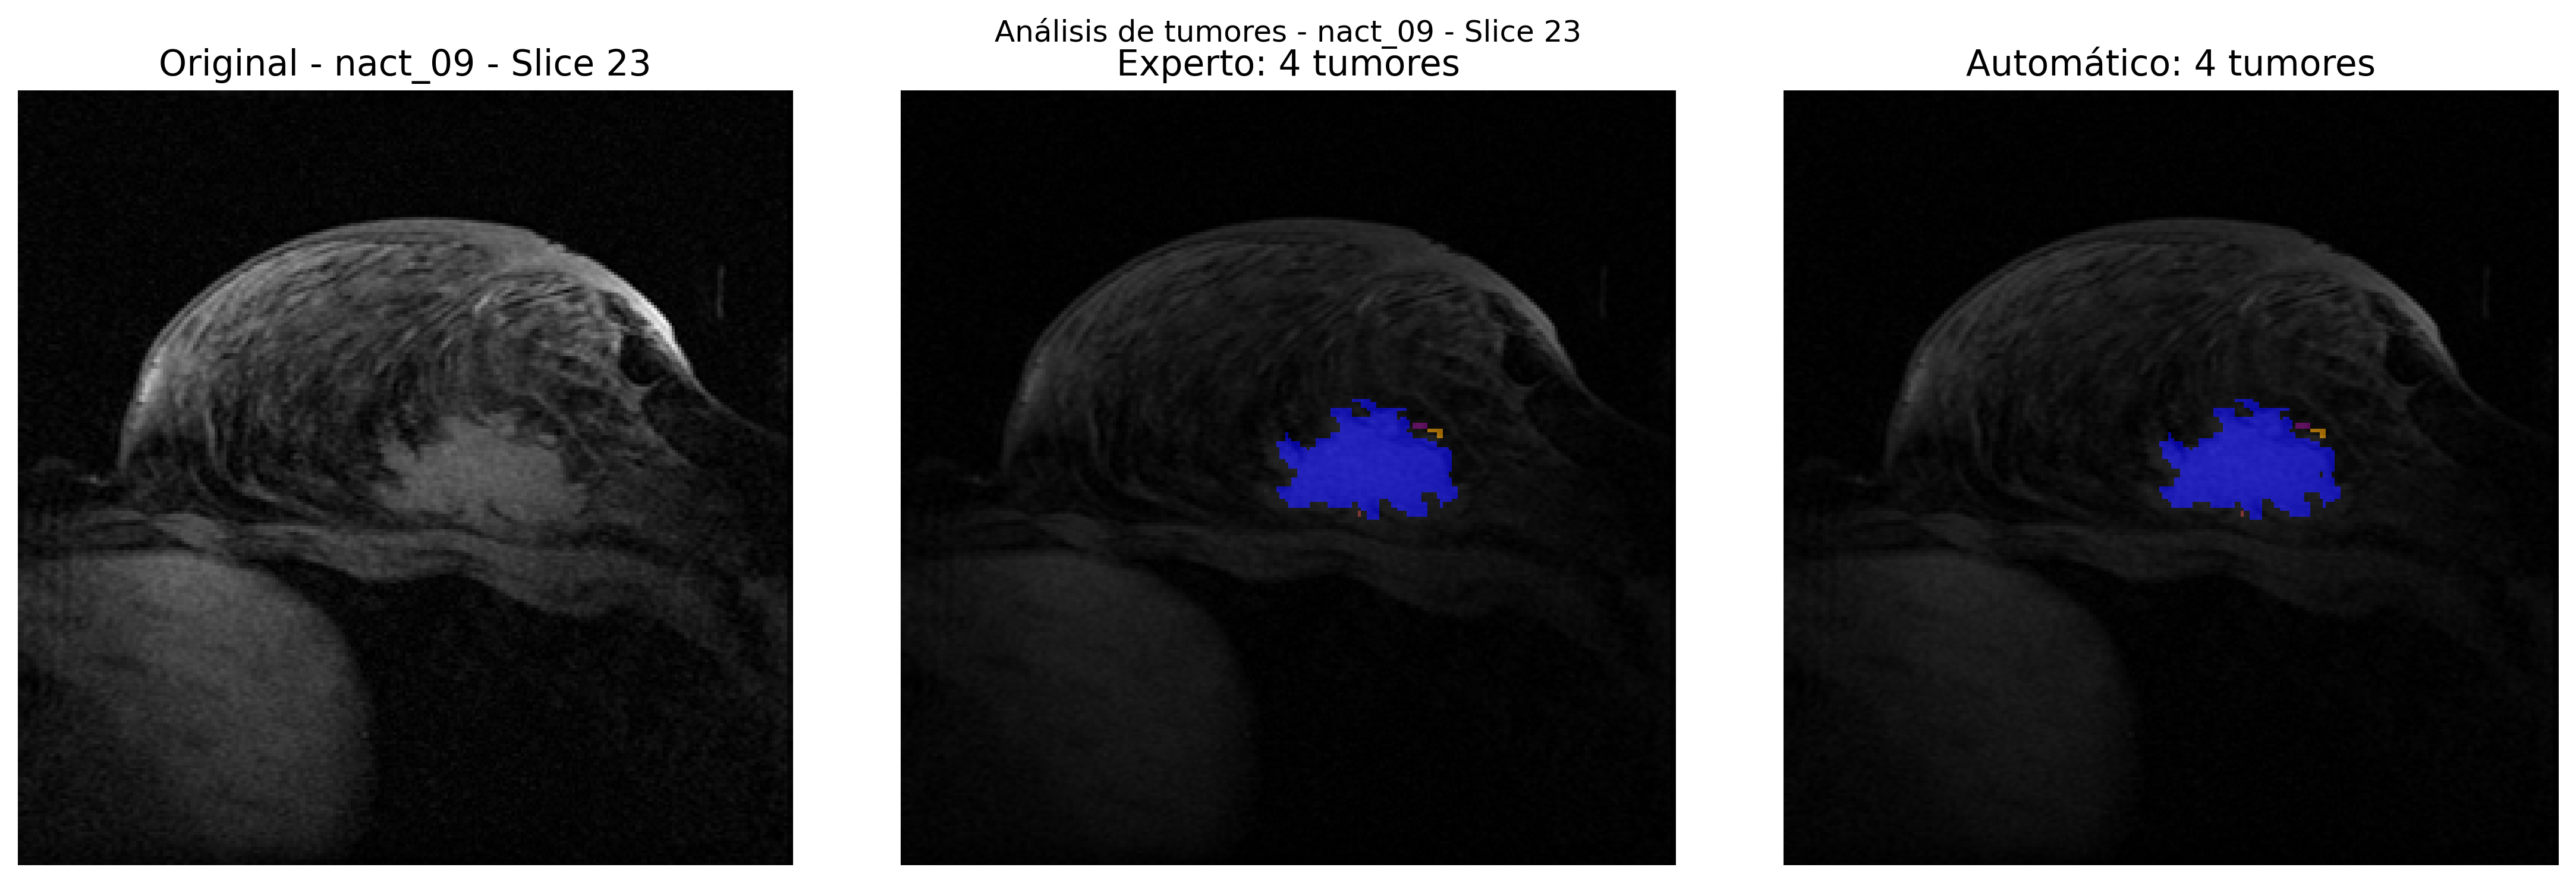 Análisis de tumores - nact_09 - Slice 23
Original - nact_09 - Slice 23
Experto: 4 tumores
Automático: 4 tumores